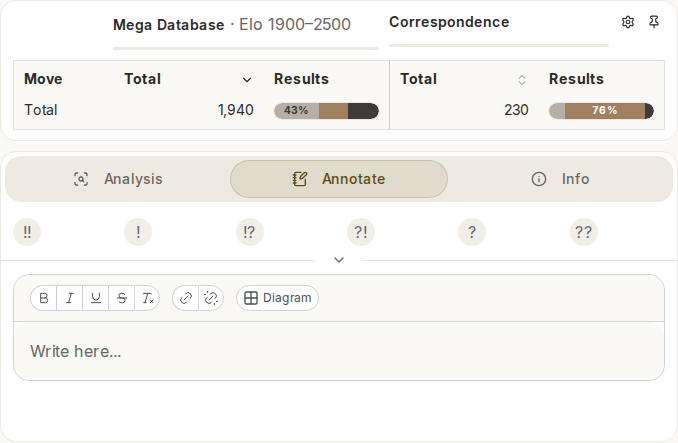 Mega Database · Elo 1900–2500 Correspondence
Move Total Results Total Results
Total 1,940 43% 230 76%
Analysis Annotate Info
!! ! !? ?! ? ??
B I U S Tx Diagram
Write here...